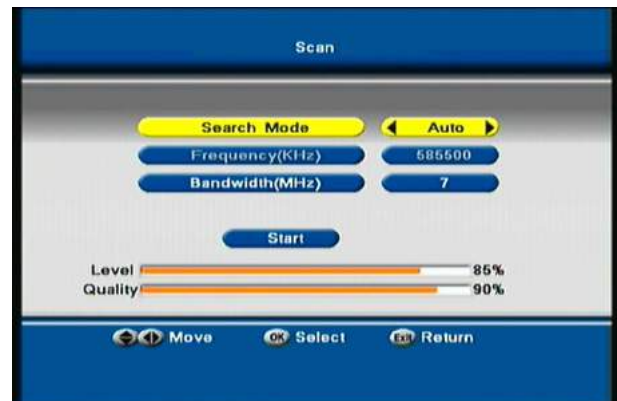 Scan
Search Mode Auto
Frequency(KHz) 585500
Bandwidth(MHz) 7
Start
Level 85%
Quality 90%
Move OK Select Exit Return